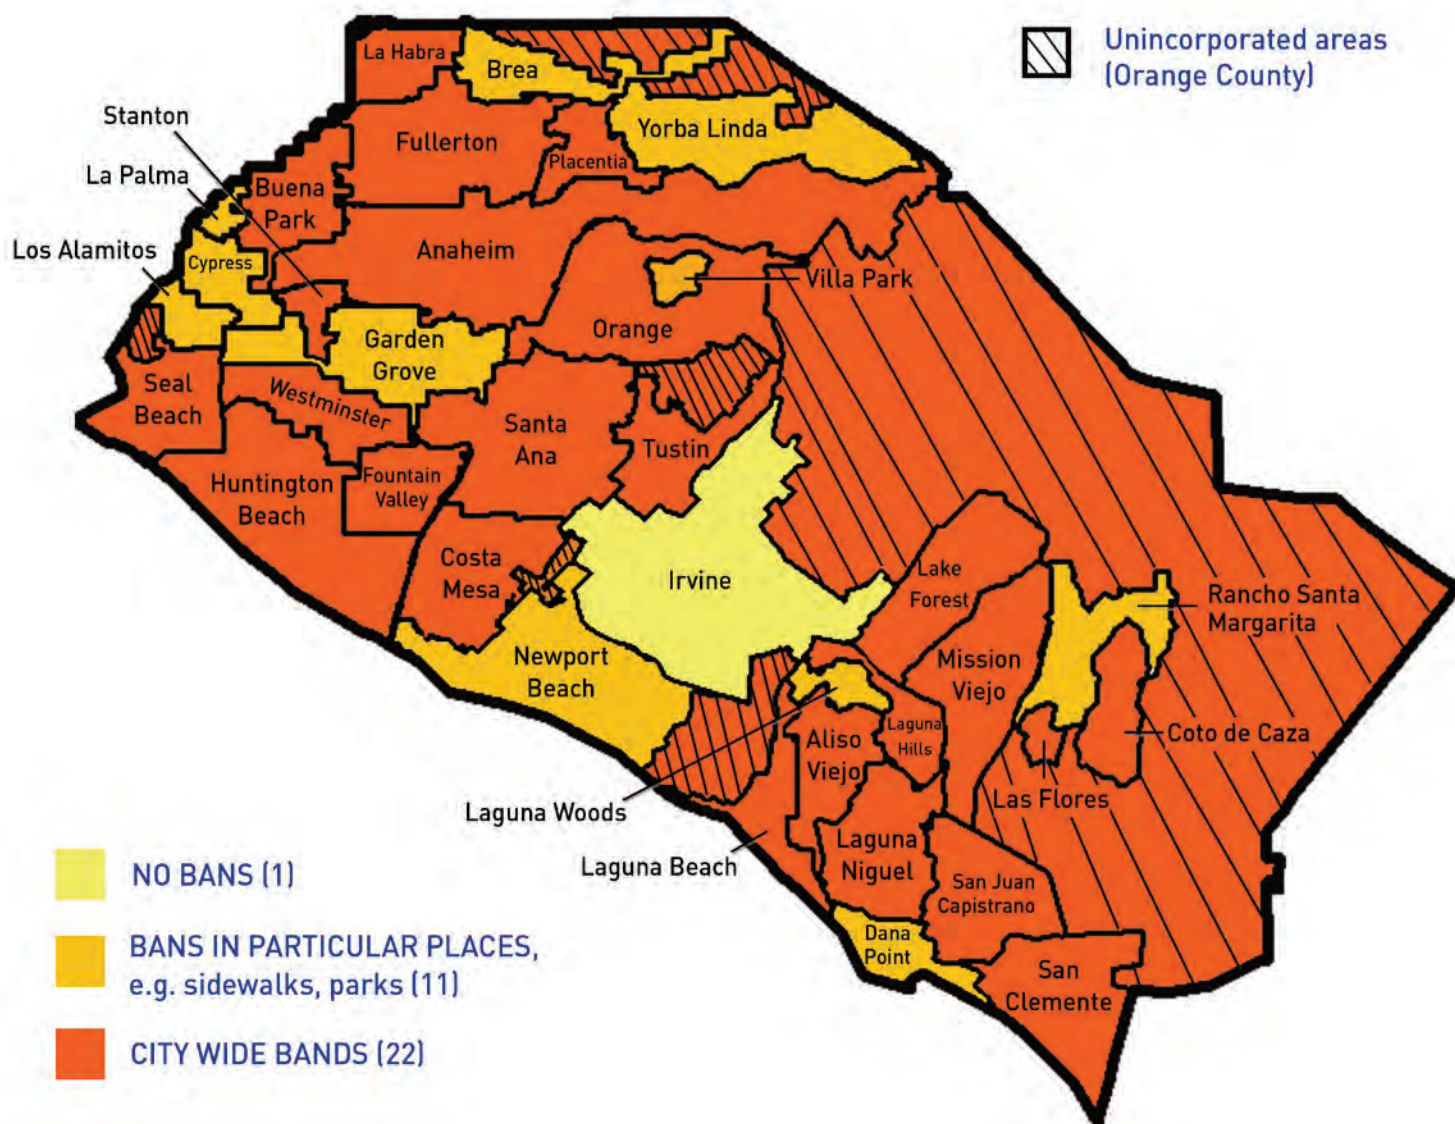 Unincorporated areas
(Orange County)
La Habra
Brea
Stanton
Fullerton
Yorba Linda
Placentia
La Palma
Buena
Park
Los Alamitos
Cypress
Anaheim
Villa Park
Orange
Garden
Grove
Seal
Beach
Westminster
Santa
Ana
Tustin
Huntington
Beach
Fountain
Valley
Costa
Mesa
Irvine
Lake
Forest
Rancho Santa
Margarita
Newport
Beach
Mission
Viejo
Aliso
Viejo
Laguna
Hills
Coto de Caza
Las Flores
Laguna Woods
Laguna Beach
Laguna
Niguel
San Juan
Capistrano
Dana
Point
San
Clemente
NO BANS (1)
BANS IN PARTICULAR PLACES,
e.g. sidewalks, parks (11)
CITY WIDE BANDS (22)